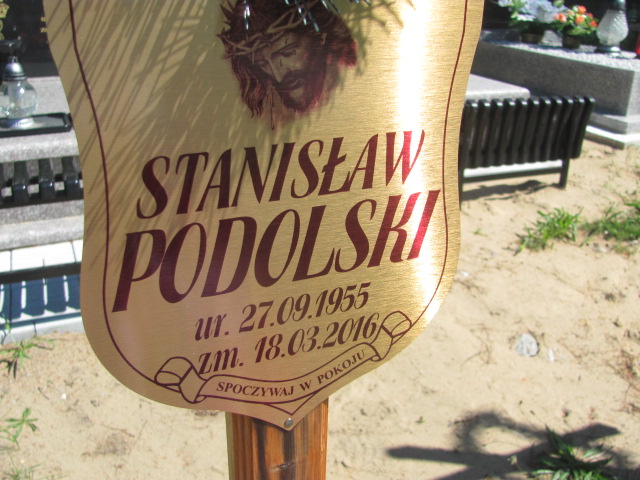 STANISŁAW
PODOLSKI
ur. 27.09.1955
zm. 18.03.2016
SPOCZYWAJ W POKOJU